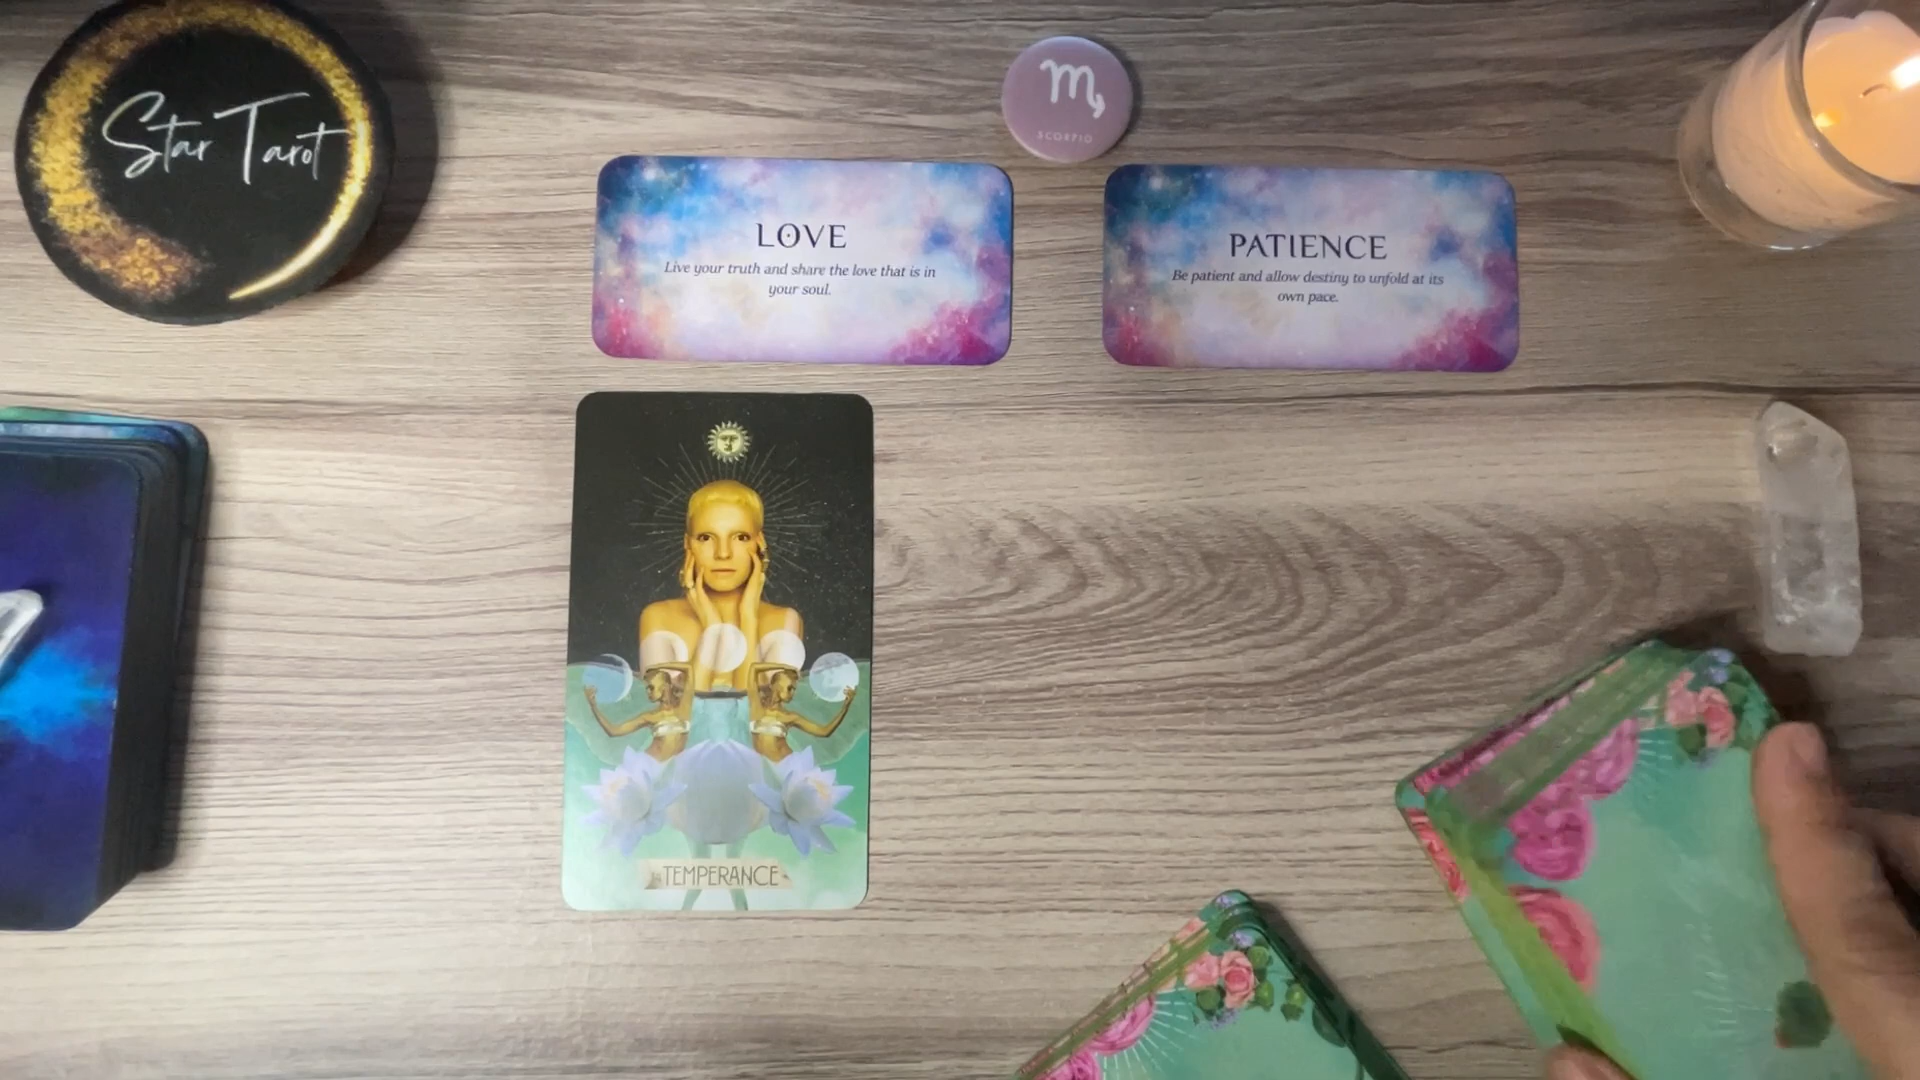 Star Tarot
SCORPIO
LOVE
Live your truth and share the love that is in
your soul.
PATIENCE
Be patient and allow destiny to unfold at its
own pace.
TEMPERANCE